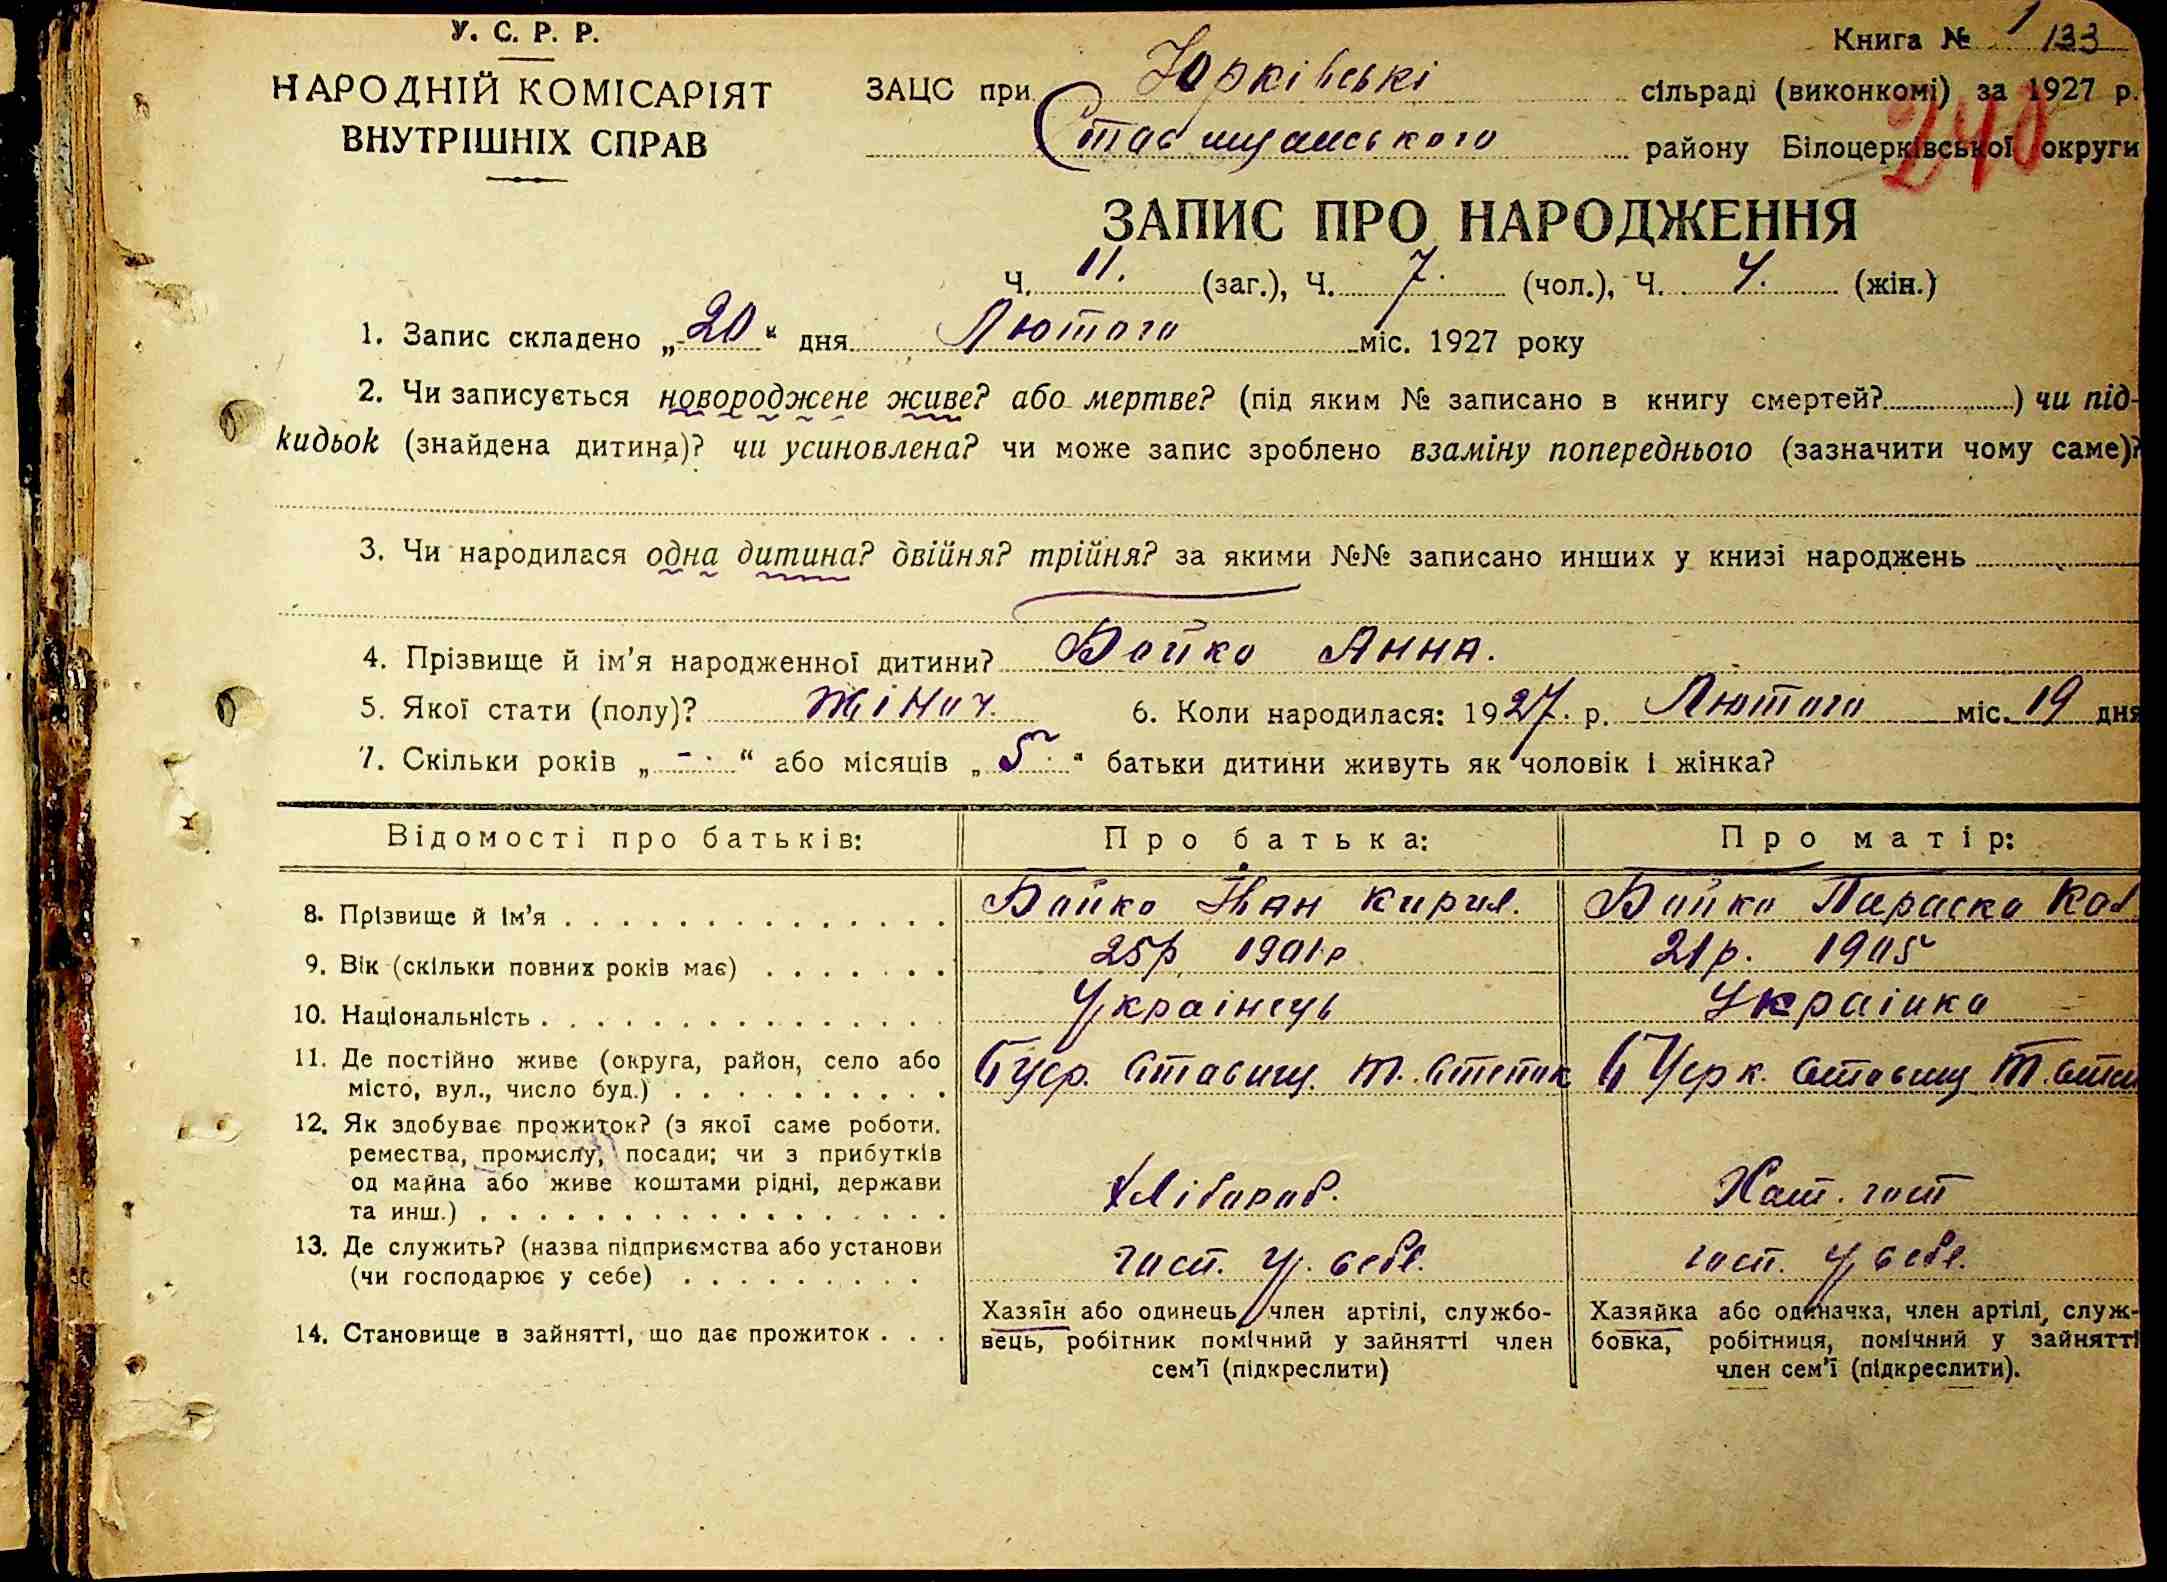 У. С. Р. Р.
НАРОДНІЙ КОМІСАРІЯТ
ВНУТРІШНІХ СПРАВ
Книга № 1 133
ЗАЦС при Юрківські сільраді (виконкомі) за 1927 р.
Ставищанського району Білоцерківської округи
240
ЗАПИС ПРО НАРОДЖЕННЯ
Ч. 11. (заг.), Ч. 7. (чол.), Ч. 4. (жін.)
1. Запис складено „20“ дня Лютого міс. 1927 року
2. Чи записується новороджене живе? або мертве? (під яким № записано в книгу смертей? ) чи під-
кидьок (знайдена дитина)? чи усиновлена? чи може запис зроблено взаміну попереднього (зазначити чому саме)?
3. Чи народилася одна дитина? двійня? трійня? за якими №№ записано инших у книзі народжень
4. Прізвище й ім’я народженної дитини? Бойко Анна.
5. Якої стати (полу)? жіноч. 6. Коли народилася: 1927. р. Лютого міс. 19 дня
7. Скільки років „ - “ або місяців „ 5 “ батьки дитини живуть як чоловік і жінка?
Відомості про батьків: Про батька: Про матір:
8. Прізвище й ім’я Бойко Іван Кирил. Бойко Параска
9. Вік (скільки повних років має) 25р 1901р 21р. 1905
10. Національність Українець Українка
11. Де постійно живе (округа, район, село або
місто, вул., число буд.) Ставищ. Ставищ
12. Як здобуває прожиток? (з якої саме роботи,
ремества, промислу, посади; чи з прибутків
од майна або живе коштами рідні, держави
та инш.) Хлібороб. Хат. госп
13. Де служить? (назва підприємства або установи
(чи господарює у себе) госп. у себе. госп. у себе.
14. Становище в зайнятті, що дає прожиток
Хазяїн або одинець, член артілі, службо-
вець, робітник помічний у зайнятті член
сем’ї (підкреслити)
Хазяйка або одиначка, член артілі, служ-
бовка, робітниця, помічний у зайнятті
член сем’ї (підкреслити).